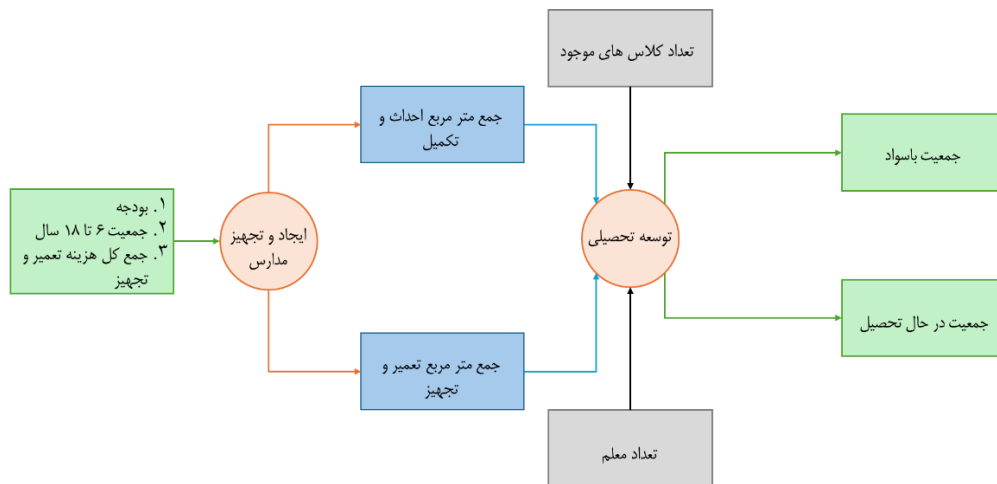 تعداد کلاس های موجود
جمع متر مربع احداث و
تکمیل
جمعیت باسواد
۱. بودجه
۲. جمعیت ۶ تا ۱۸ سال
۳. جمع کل هزینه تعمیر و
تجهیز
ایجاد و تجهیز
مدارس
توسعه تحصیلی
جمعیت در حال تحصیل
جمع متر مربع تعمیر و
تجهیز
تعداد معلم